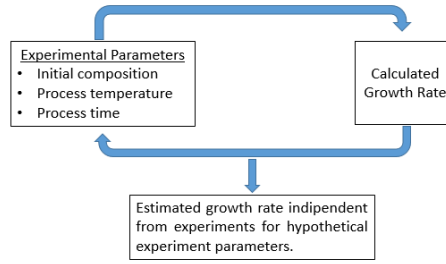 Experimental Parameters
• Initial composition
• Process temperature
• Process time
Calculated
Growth Rate
Estimated growth rate indipendent
from experiments for hypothetical
experiment parameters.